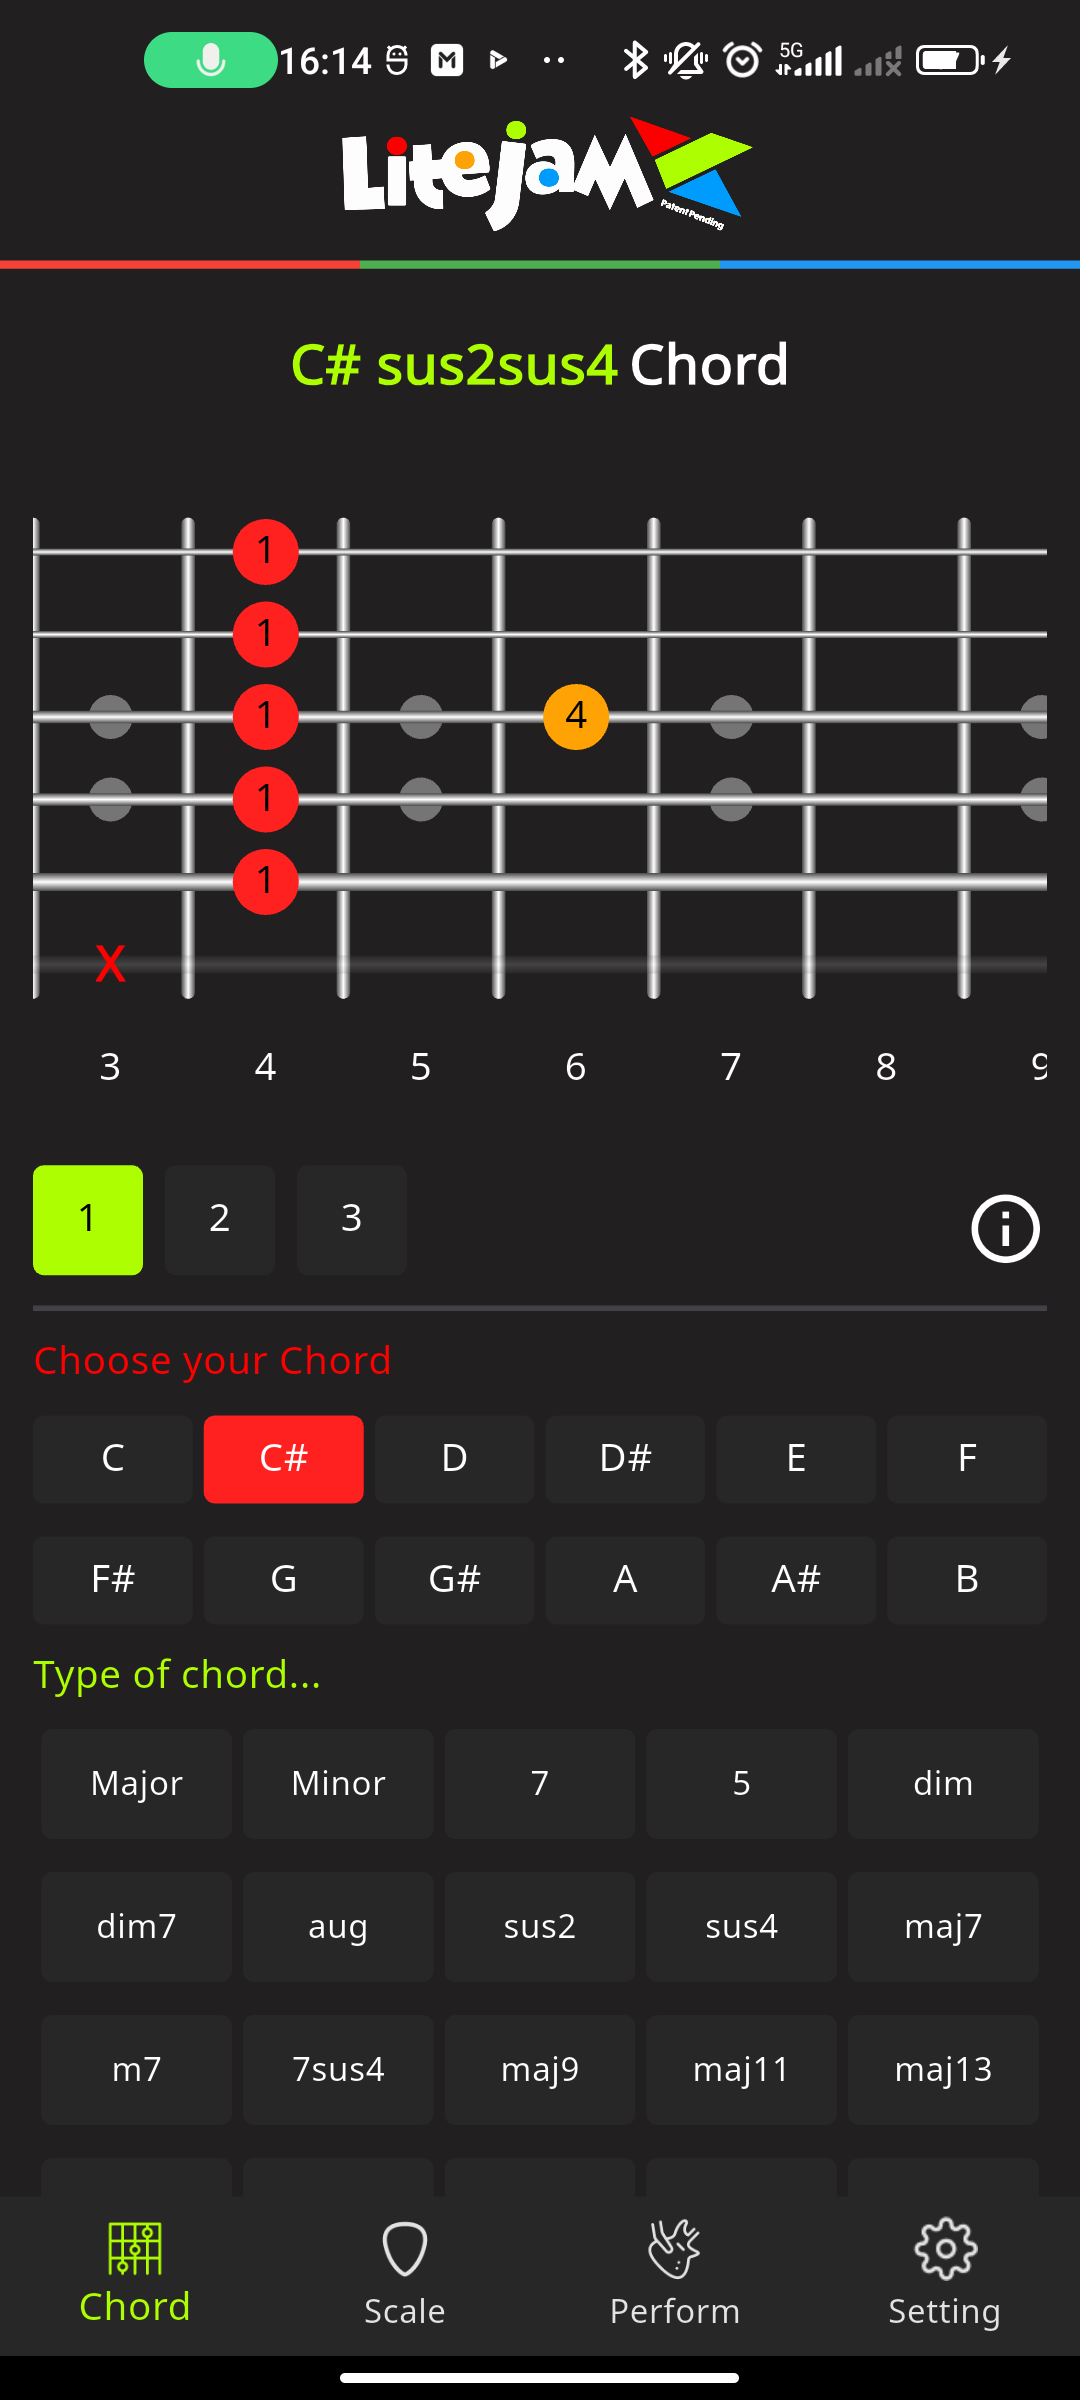 16:14 5G
Litejam
Patent Pending
C# sus2sus4 Chord
1
1
1 4
1
1
X
3 4 5 6 7 8 9
1 2 3
Choose your Chord
C C# D D# E F
F# G G# A A# B
Type of chord...
Major Minor 7 5 dim
dim7 aug sus2 sus4 maj7
m7 7sus4 maj9 maj11 maj13
Chord Scale Perform Setting